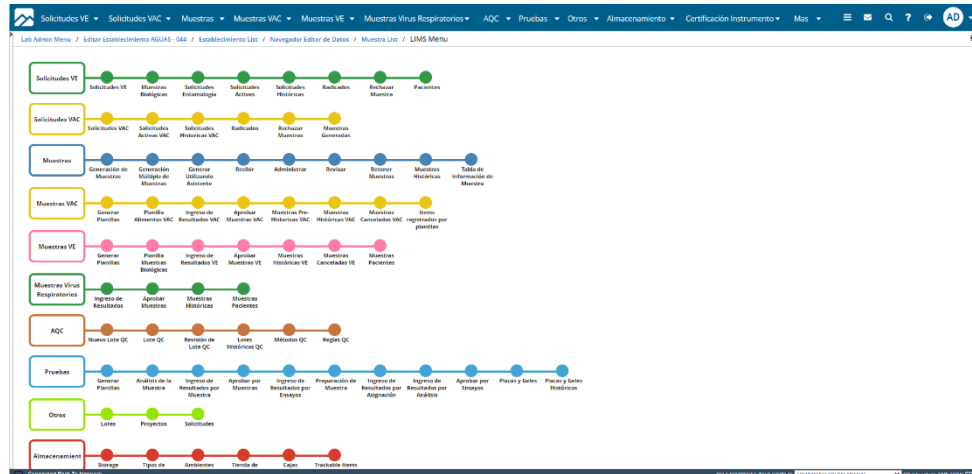 Solicitudes VE Solicitudes VAC Muestras Muestras VAC Muestras VE Muestras Virus Respiratorios AQC Pruebas Otros Almacenamiento Certificación Instrumento Mas AD
Lab Admin Menu / Editar Establecimiento AGUAS - 044 / Establecimiento List / Navegador Editor de Datos / Muestra List / LIMS Menu
Solicitudes VE
Solicitudes VE Muestras Solicitudes Solicitudes Solicitudes Radicados Rechazar Pacientes
Biológicas Entomología Activas Históricas Muestra
Solicitudes VAC
Solicitudes VAC Solicitudes Solicitudes Radicados Rechazar Muestras
Activas VAC Historicas VAC Muestras Generadas
Muestras
Generación de Generación Generar Recibir Administrar Revisar Retener Muestras Tabla de
Muestras Múltiple de Utilizando Muestras Históricas Información de
Muestras Asistente Muestra
Muestras VAC
Generar Planilla Ingreso de Aprobar Muestras Pre- Muestras Muestras Items
Planillas Alimentos VAC Resultados VAC Muestras VAC Historicas VAC Históricas VAC Canceladas VAC registrados por
planillas
Muestras VE
Generar Planilla Ingreso de Aprobar Muestras Muestras Muestras
Planillas Muestras Resultados VE Muestras VE Históricas VE Canceladas VE Pacientes
Biológicas
Muestras Virus
Respiratorios
Ingreso de Aprobar Muestras Muestras
Resultados Muestras Históricas Pacientes
AQC
Nuevo Lote QC Lote QC Revisión de Lotes Métodos QC Reglas QC
Lote QC Históricos QC
Pruebas
Generar Análisis de la Ingreso de Aprobar por Ingreso de Preparación de Ingreso de Ingreso de Aprobar por Placas y Geles Placas y Geles
Planillas Muestra Resultados por Muestras Resultados por Muestra Resultados por Resultados por Ensayos Históricos
Muestra Ensayos Asignación Análisis
Otros
Lotes Proyectos Solicitudes
Almacenamient
Storage Tipos de Ambientes Tienda de Cajas Trackable Items